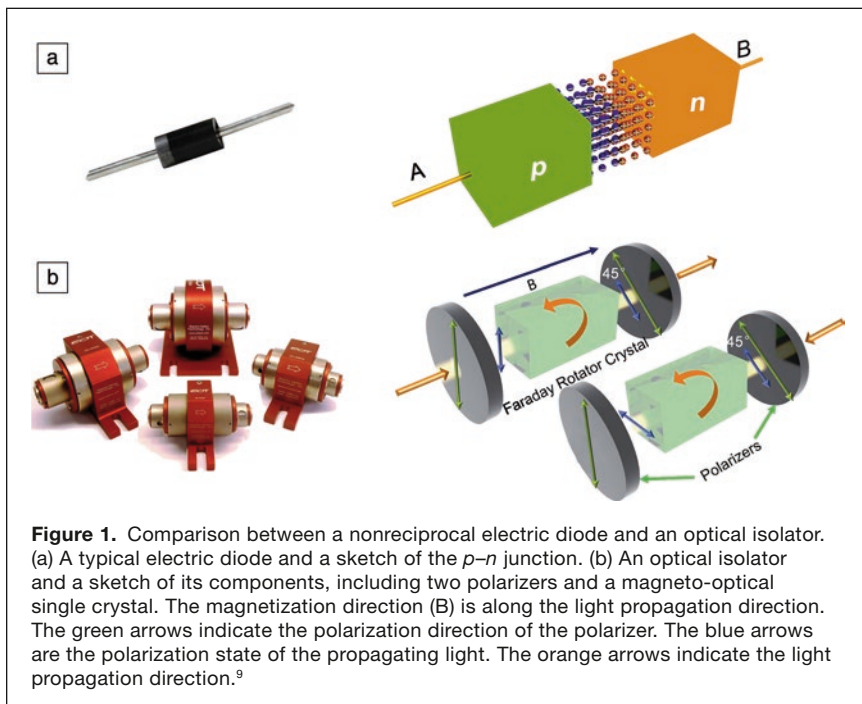 a
A
p
n
B
b
B
45°
Faraday Rotator Crystal
45°
Polarizers
Figure 1. Comparison between a nonreciprocal electric diode and an optical isolator.
(a) A typical electric diode and a sketch of the p–n junction. (b) An optical isolator
and a sketch of its components, including two polarizers and a magneto-optical
single crystal. The magnetization direction (B) is along the light propagation direction.
The green arrows indicate the polarization direction of the polarizer. The blue arrows
are the polarization state of the propagating light. The orange arrows indicate the light
propagation direction.⁹